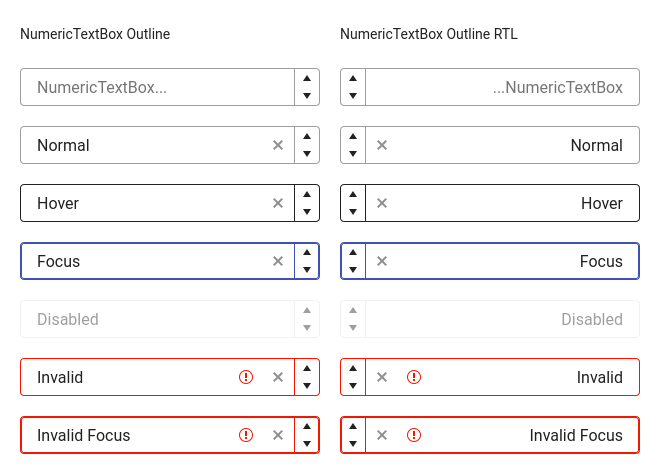 NumericTextBox Outline
NumericTextBox Outline RTL
NumericTextBox...
...NumericTextBox
Normal
Normal
Hover
Hover
Focus
Focus
Disabled
Disabled
Invalid
Invalid
Invalid Focus
Invalid Focus